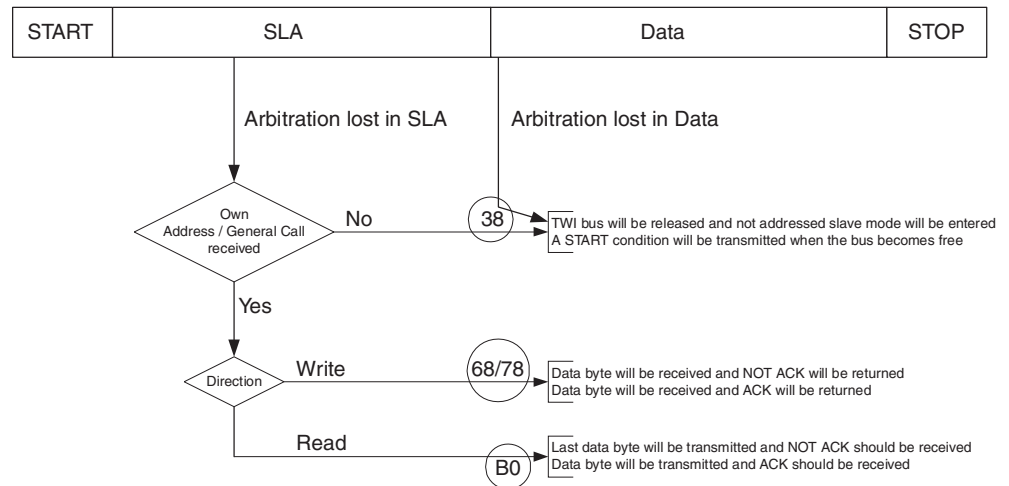 START SLA Data STOP
Arbitration lost in SLA Arbitration lost in Data
Own
Address / General Call
received
No
38
TWI bus will be released and not addressed slave mode will be entered
A START condition will be transmitted when the bus becomes free
Yes
Direction
Write
68/78
Data byte will be received and NOT ACK will be returned
Data byte will be received and ACK will be returned
Read
B0
Last data byte will be transmitted and NOT ACK should be received
Data byte will be transmitted and ACK should be received